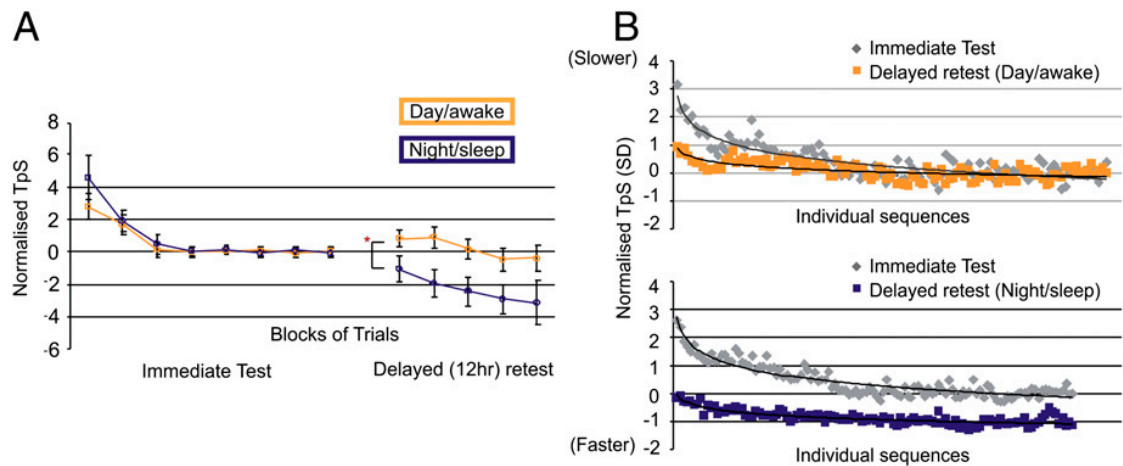 A
Day/awake
Night/sleep
Normalised TpS
8
6
4
2
0
-2
-4
-6
*
Blocks of Trials
Immediate Test
Delayed (12hr) retest
B
(Slower)
4
3
2
1
0
-1
-2
Immediate Test
Delayed retest (Day/awake)
Individual sequences
Normalised TpS (SD)
Immediate Test
Delayed retest (Night/sleep)
4
3
2
1
0
-1
-2
(Faster)
Individual sequences